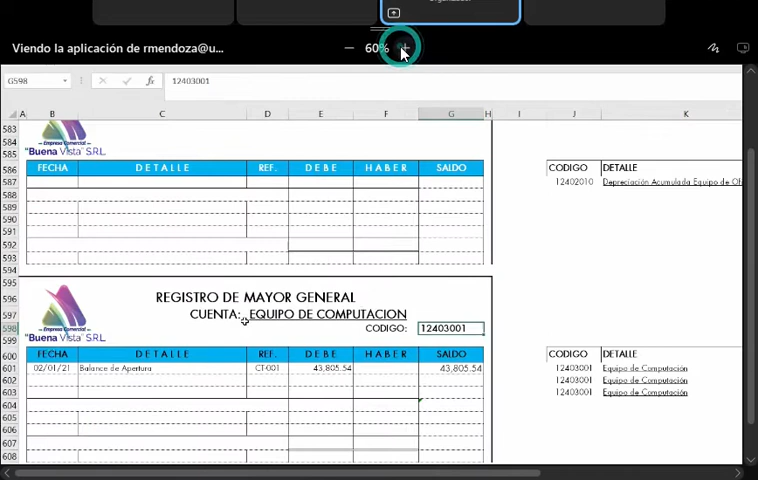 Viendo la aplicación de rmendoza@u...
60%
G598
fx
12403001
A B C D E F G H I J K
583
584
"Buena Vista" S.R.L.
585
586 FECHA DETALLE REF. DEBE HABER SALDO CODIGO DETALLE
587 12402010 Depreciación Acumulada Equipo de Ofi
588
589
590
591
592
593
594
595
596 REGISTRO DE MAYOR GENERAL
597 CUENTA: EQUIPO DE COMPUTACION
Empresa Comercial
598 CODIGO: 12403001
"Buena Vista" S.R.L.
599
600 FECHA DETALLE REF. DEBE HABER SALDO CODIGO DETALLE
601 02/01/21 Balance de Apertura CT-001 43,805.54 43,805.54 12403001 Equipo de Computación
602 12403001 Equipo de Computación
603 12403001 Equipo de Computación
604
605
606
607
608